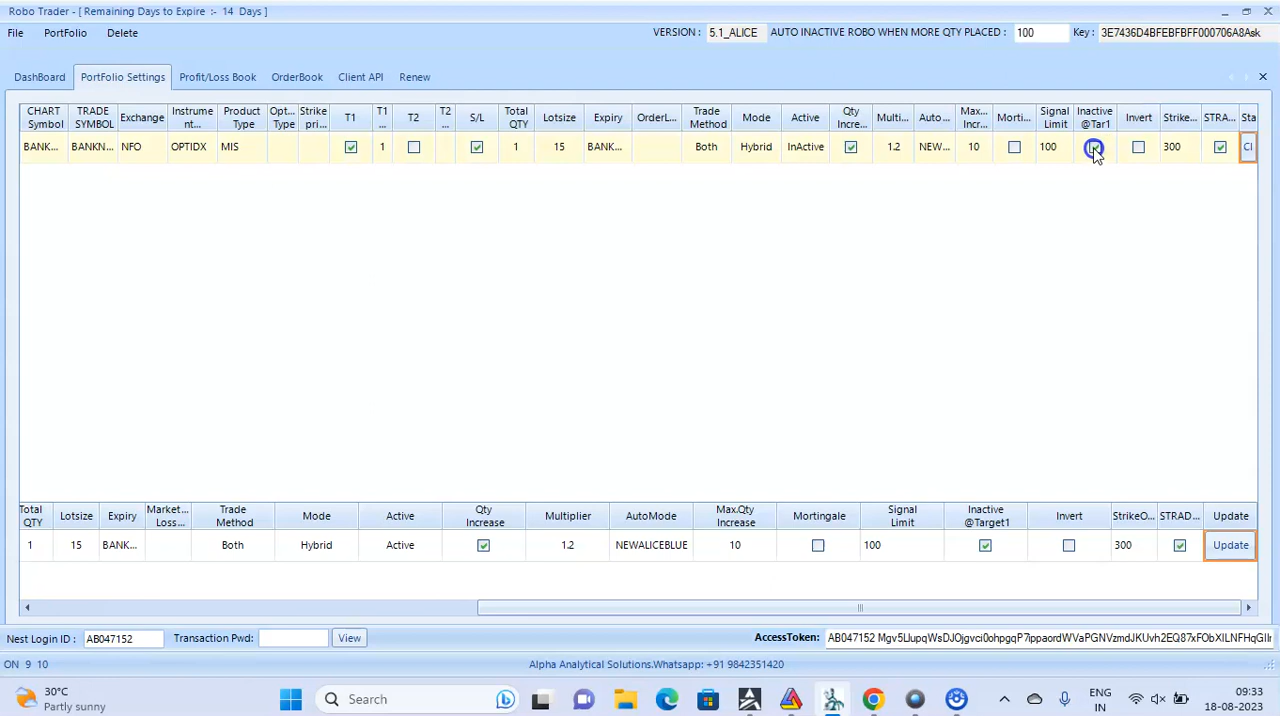 Robo Trader - [ Remaining Days to Expire :- 14 Days ]
File PortFolio Delete VERSION : 5.1_ALICE AUTO INACTIVE ROBO WHEN MORE QTY PLACED : 100 Key : 3E7436D4BFEBFBFF000706A8Ask
DashBoard PortFolio Settings Profit/Loss Book OrderBook Client API Renew
CHART Symbol TRADE SYMBOL Exchange Instrume nt... Product Type Opt... Type Strike pri... T1 T1 ... T2 T2 ... S/L Total QTY Lotsize Expiry OrderL... Trade Method Mode Active Qty Incre... Multi... Auto... Max... Incr... Morti... Signal Limit Inactive @Tar1 Invert Strike... STRA... Sta
BANK... BANKN... NFO OPTIDX MIS 1 1 15 BANK... Both Hybrid InActive 1.2 NEW... 10 100 300 Cl
Total QTY Lotsize Expiry Market... Loss... Trade Method Mode Active Qty Increase Multiplier AutoMode Max.Qty Increase Mortingale Signal Limit Inactive @Target1 Invert StrikeO... STRAD... Update
1 15 BANK... Both Hybrid Active 1.2 NEWALICEBLUE 10 100 300 Update
Nest Login ID : AB047152 Transaction Pwd: View AccessToken: AB047152
ON 9 10 Alpha Analytical Solutions.Whatsapp: +91 9842351420
30°C Partly sunny Search ENG IN 09:33 18-08-2023